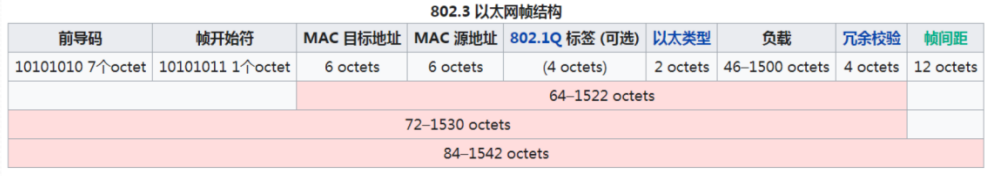 802.3 以太网帧结构
前导码 帧开始符 MAC 目标地址 MAC 源地址 802.1Q 标签 (可选) 以太类型 负载 冗余校验 帧间距
10101010 7个octet 10101011 1个octet 6 octets 6 octets (4 octets) 2 octets 46–1500 octets 4 octets 12 octets
64–1522 octets
72–1530 octets
84–1542 octets